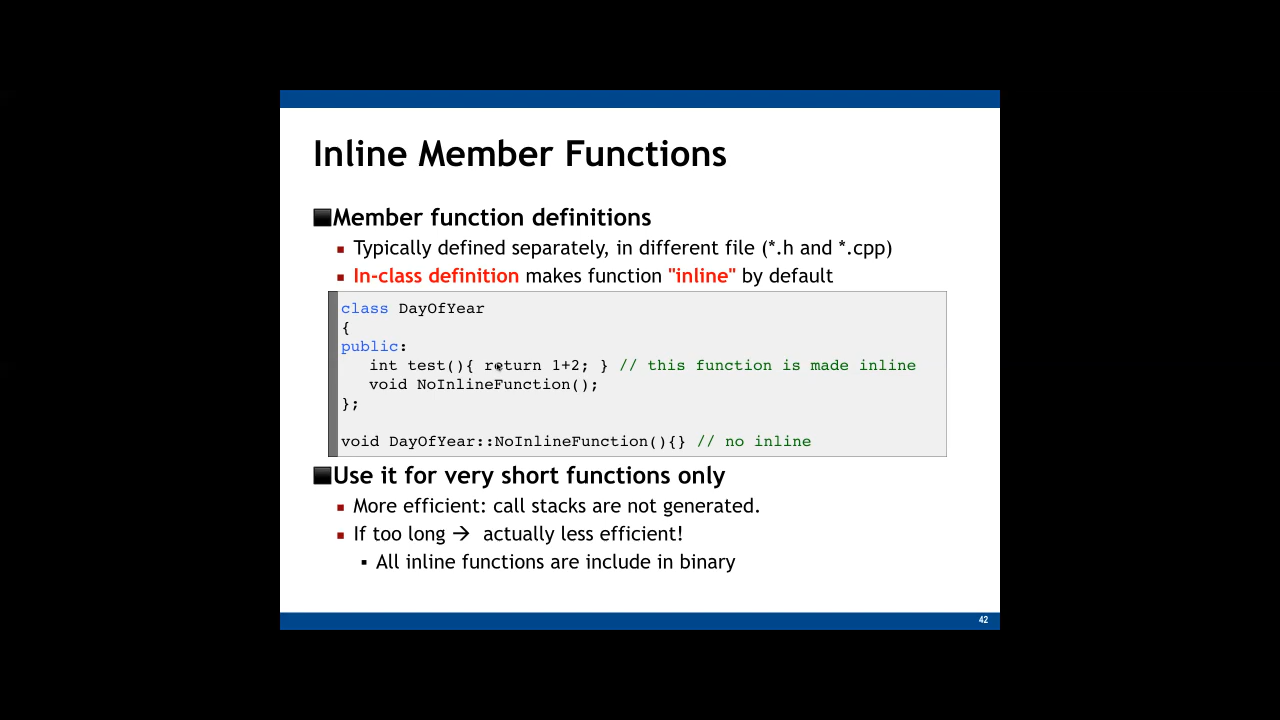 Inline Member Functions
Member function definitions
Typically defined separately, in different file (*.h and *.cpp)
In-class definition makes function "inline" by default
class DayOfYear
{
public:
int test(){ return 1+2; } // this function is made inline
void NoInlineFunction();
};
void DayOfYear::NoInlineFunction(){} // no inline
Use it for very short functions only
More efficient: call stacks are not generated.
If too long → actually less efficient!
All inline functions are include in binary
42